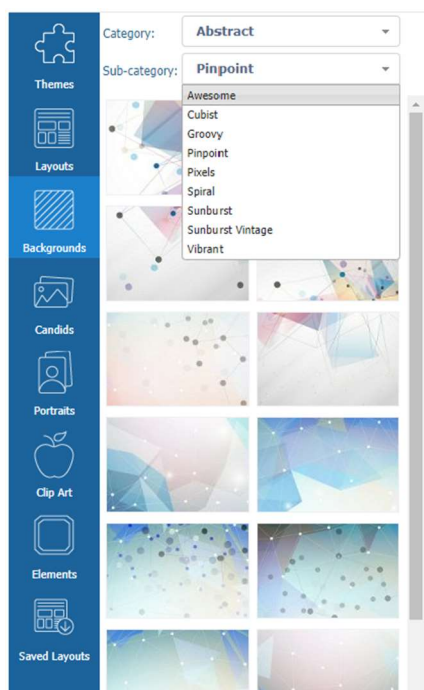 Category: Abstract
Sub-category: Pinpoint
Awesome
Cubist
Groovy
Pinpoint
Pixels
Spiral
Sunburst
Sunburst Vintage
Vibrant
Themes
Layouts
Backgrounds
Candids
Portraits
Clip Art
Elements
Saved Layouts